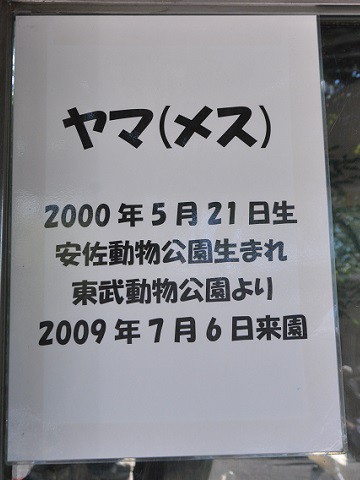 ヤマ(メス)
2000年5月21日生
安佐動物公園生まれ
東武動物公園より
2009年7月6日来園